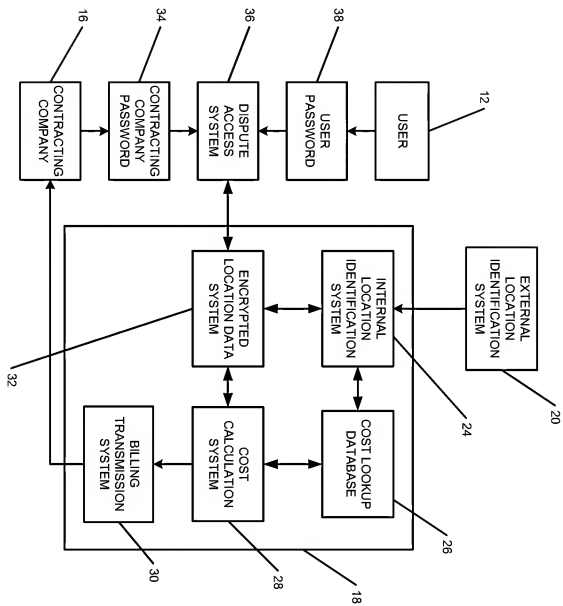 20
EXTERNAL
LOCATION
IDENTIFICATION
SYSTEM
12
24
26
USER
INTERNAL
LOCATION
IDENTIFICATION
SYSTEM
COST LOOKUP
DATABASE
18
38
USER
PASSWORD
28
36
DISPUTE
ACCESS
SYSTEM
ENCRYPTED
LOCATION DATA
SYSTEM
COST
CALCULATION
SYSTEM
34
CONTRACTING
COMPANY
PASSWORD
30
BILLING
TRANSMISSION
SYSTEM
16
CONTRACTING
COMPANY
32